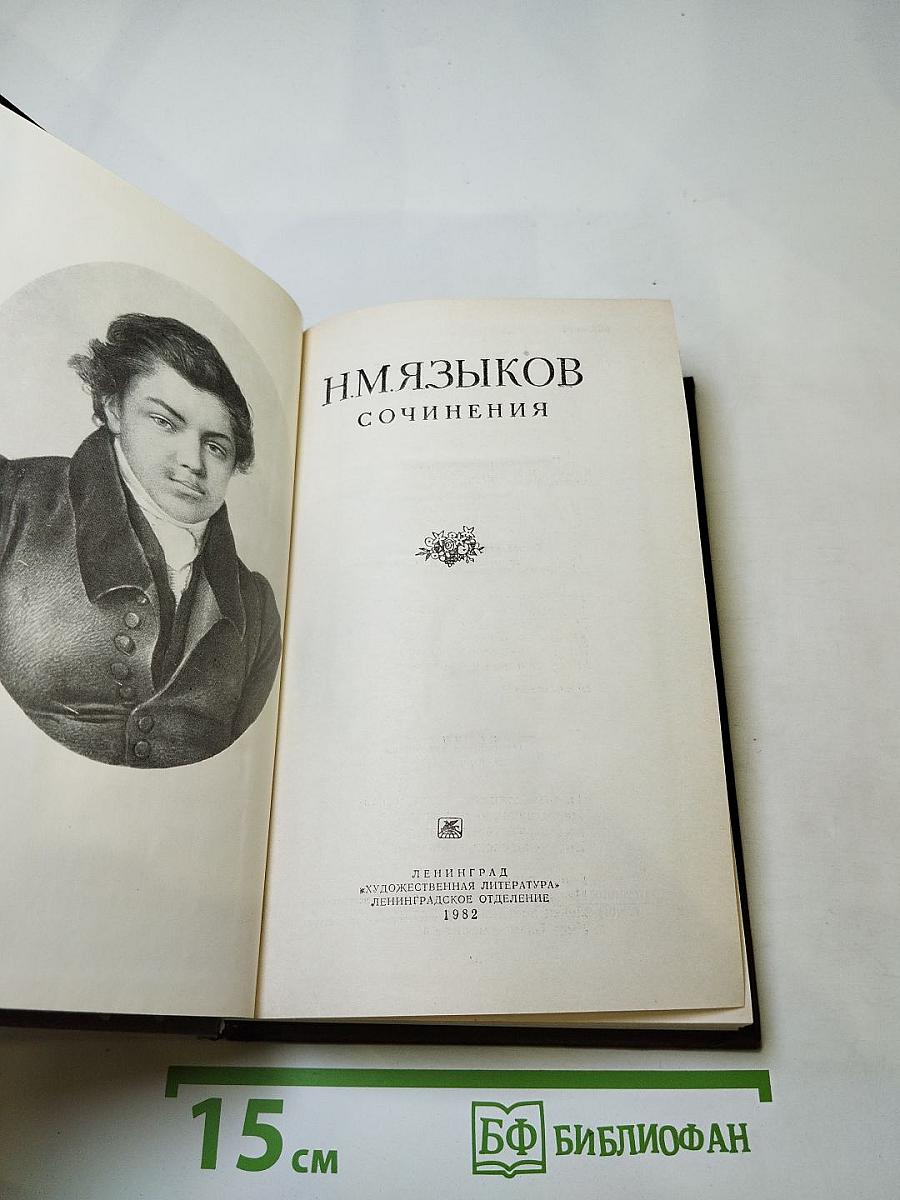 Н.М.ЯЗЫКОВ
СОЧИНЕНИЯ
ЛЕНИНГРАД
«ХУДОЖЕСТВЕННАЯ ЛИТЕРАТУРА»
ЛЕНИНГРАДСКОЕ ОТДЕЛЕНИЕ
1982
15 см
БФ БИБЛИОФАН